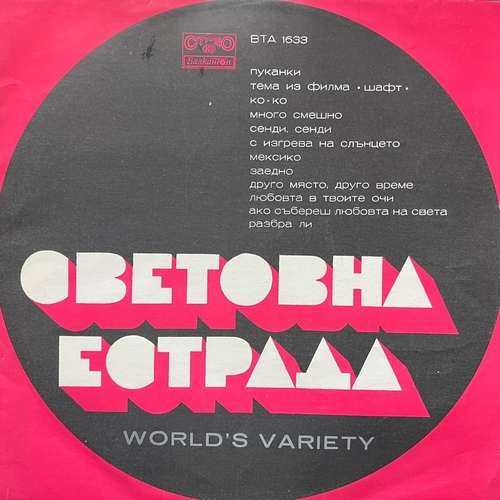 СТЕРЕО
Балкантон
ВТА 1633
пуканки
тема из филма „шафт“
ко-ко
много смешно
сенди, сенди
с изгрева на слънцето
мексико
заедно
друго място, друго време
любовта в твоите очи
ако събереш любовта на света
разбра ли
СВЕТОВНА
ЕСТРАДА
WORLD'S VARIETY